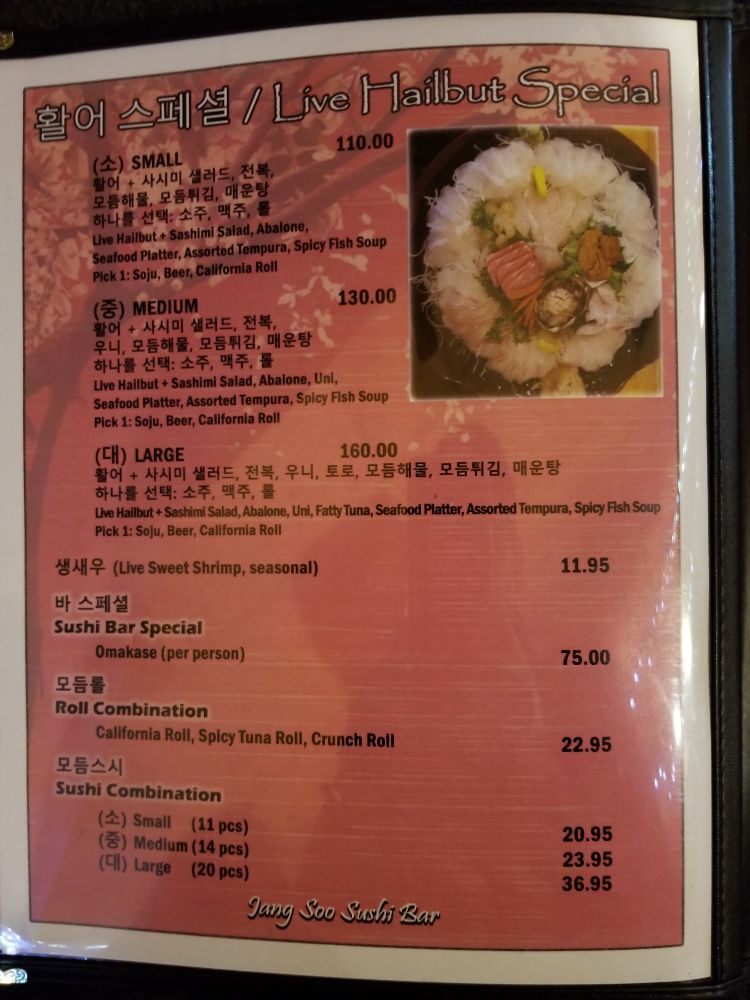 활어 스페셜 / Live Hailbut Special
(소) SMALL 110.00
활어 + 사시미 샐러드, 전복,
모듬해물, 모듬튀김, 매운탕
하나를 선택: 소주, 맥주, 롤
Live Hailbut + Sashimi Salad, Abalone,
Seafood Platter, Assorted Tempura, Spicy Fish Soup
Pick 1: Soju, Beer, California Roll
(중) MEDIUM 130.00
활어 + 사시미 샐러드, 전복,
우니, 모듬해물, 모듬튀김, 매운탕
하나를 선택: 소주, 맥주, 롤
Live Hailbut + Sashimi Salad, Abalone, Uni,
Seafood Platter, Assorted Tempura, Spicy Fish Soup
Pick 1: Soju, Beer, California Roll
(대) LARGE 160.00
활어 + 사시미 샐러드, 전복, 우니, 토로, 모듬해물, 모듬튀김, 매운탕
하나를 선택: 소주, 맥주, 롤
Live Hailbut + Sashimi Salad, Abalone, Uni, Fatty Tuna, Seafood Platter, Assorted Tempura, Spicy Fish Soup
Pick 1: Soju, Beer, California Roll
생새우 (Live Sweet Shrimp, seasonal) 11.95
바 스페셜
Sushi Bar Special
Omakase (per person) 75.00
모듬롤
Roll Combination
California Roll, Spicy Tuna Roll, Crunch Roll 22.95
모듬스시
Sushi Combination
(소) Small (11 pcs) 20.95
(중) Medium (14 pcs) 23.95
(대) Large (20 pcs) 36.95
Jang Soo Sushi Bar